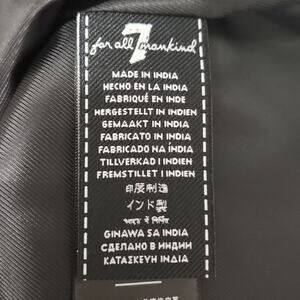 7
for all mankind
MADE IN INDIA
HECHO EN LA INDIA
FABRIQUÉ EN INDE
HERGESTELLT IN INDIEN
GEMAAKT IN INDIA
FABRICATO IN INDIA
FABRICADO NA ÍNDIA
TILLVERKAD I INDIEN
FREMSTILLET I INDIEN
印度制造
インド製
भारत में निर्मित
GINAWA SA INDIA
СДЕЛАНО В ИНДИИ
ΚΑΤΑΣΚΕΥΗ ΙΝΔΙΑ